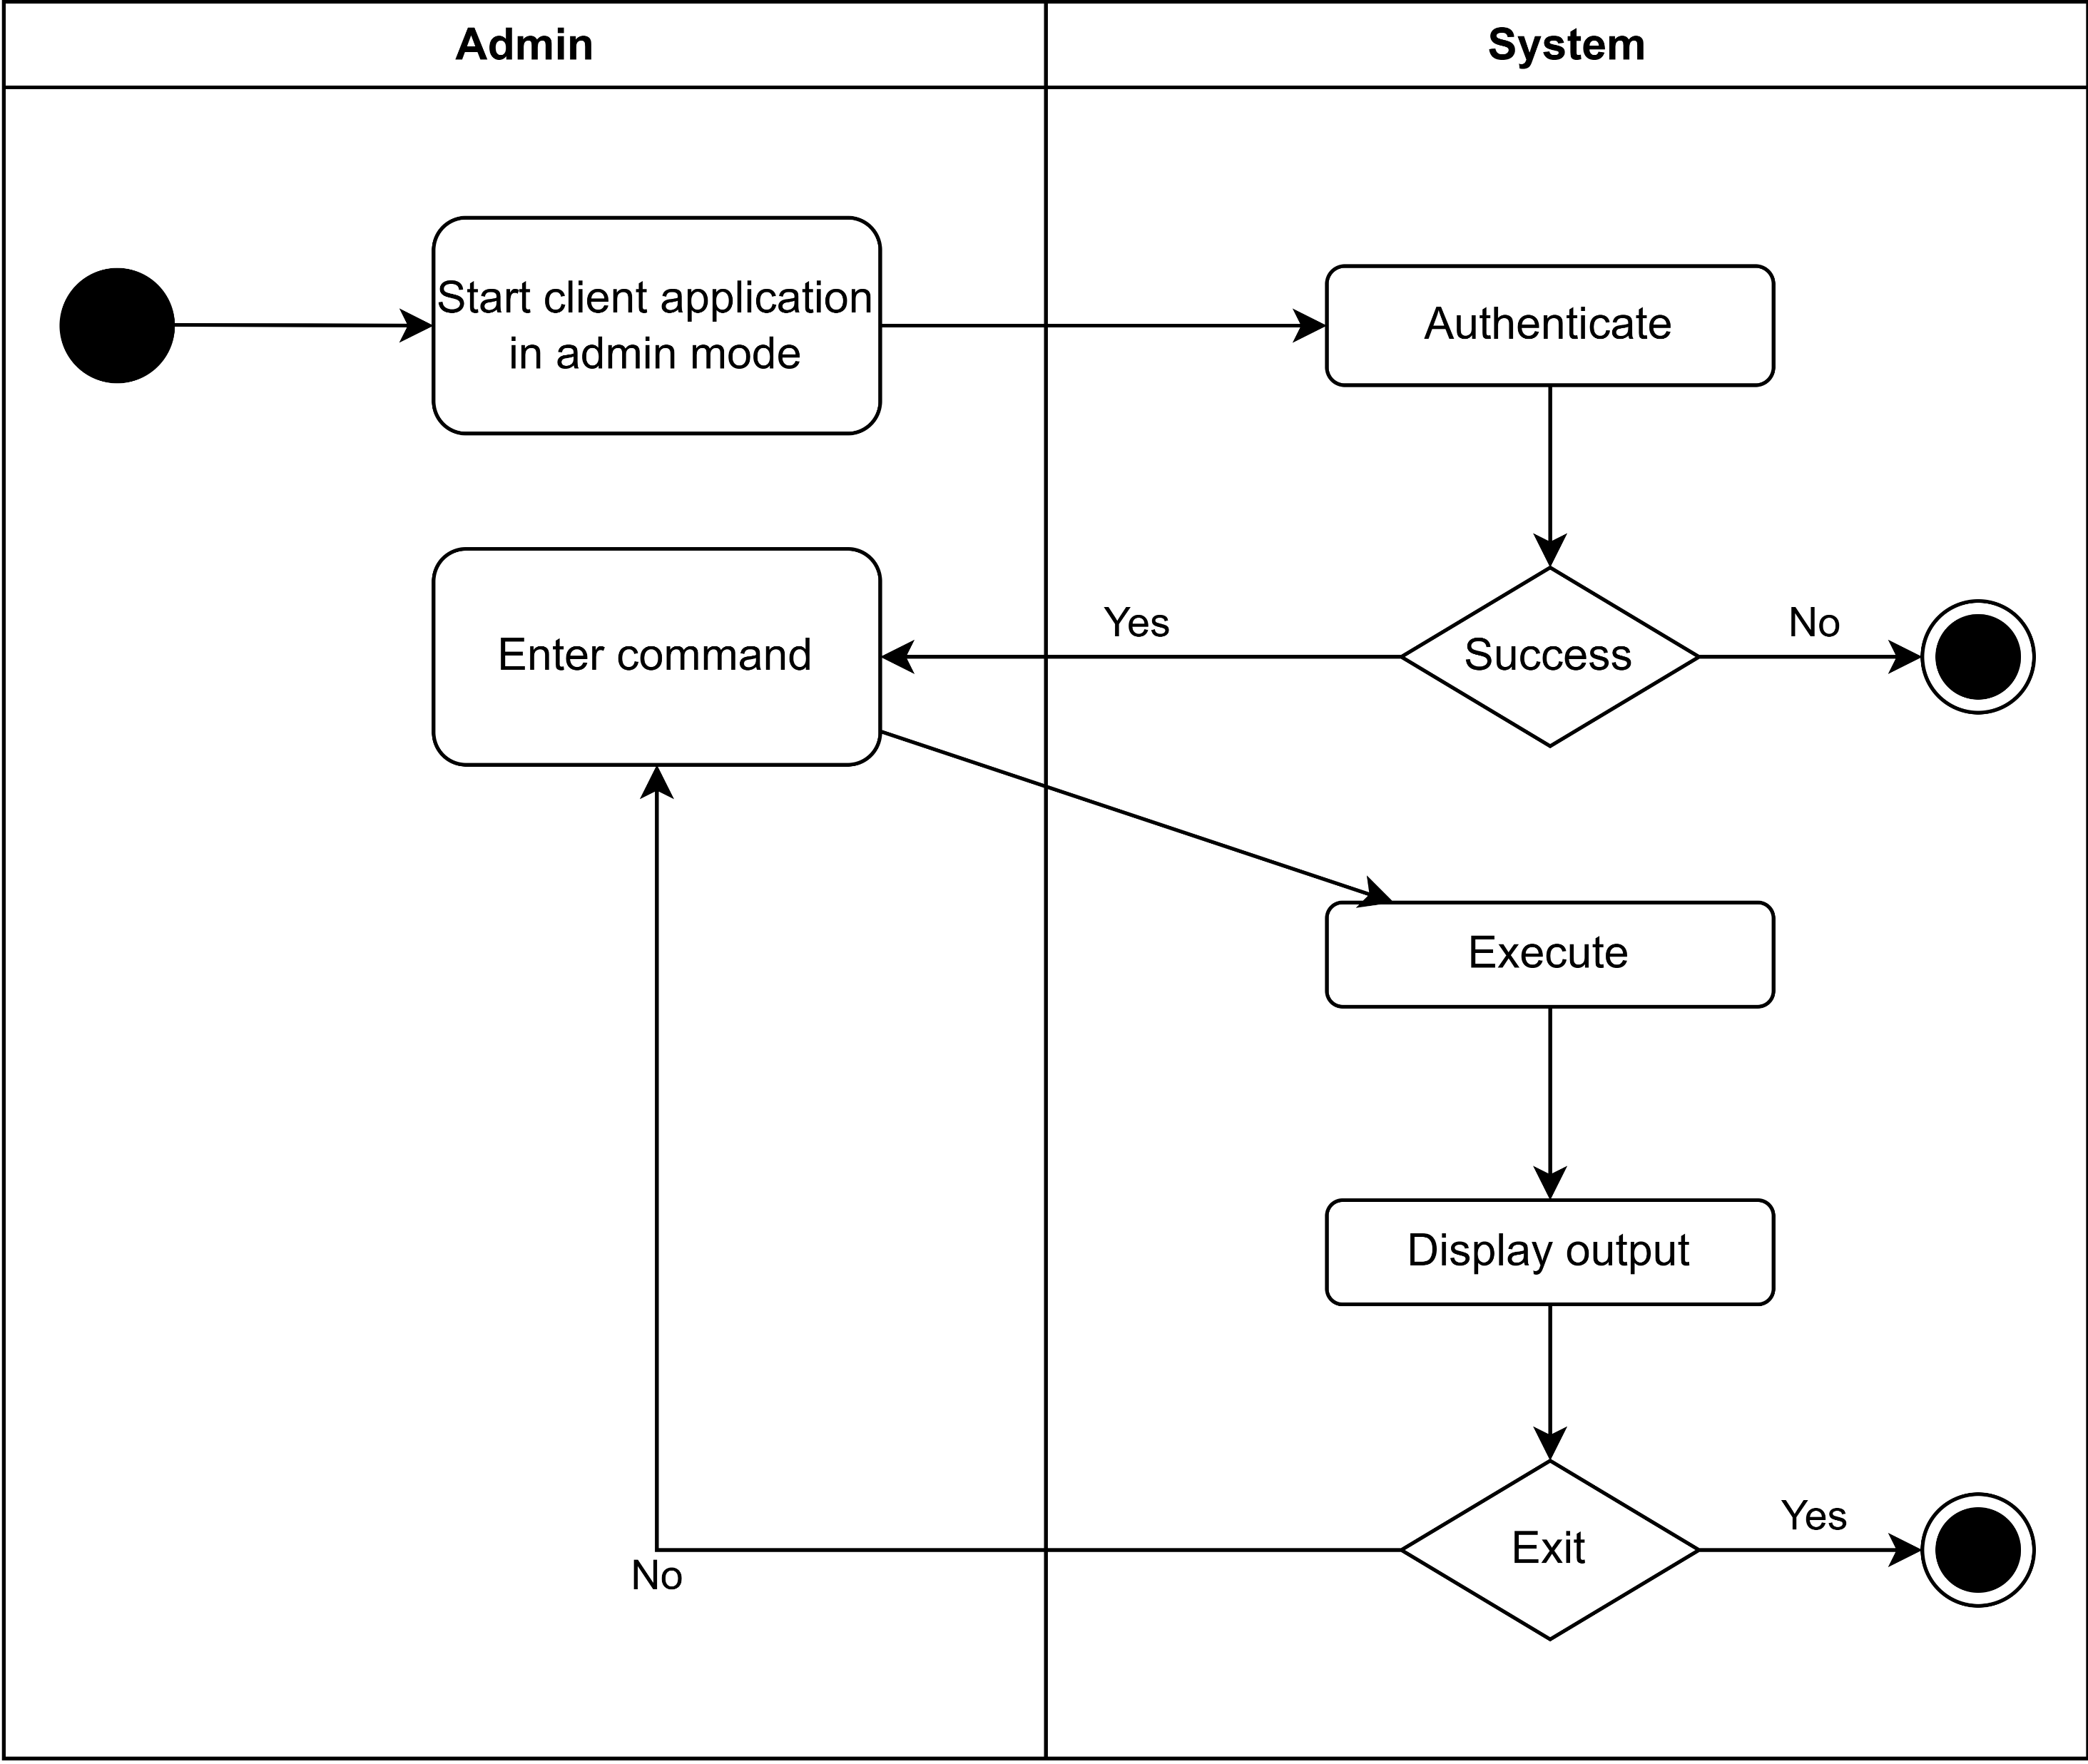 Admin
System
Start client application
in admin mode
Authenticate
Enter command
Yes
Success
No
Execute
Display output
No
Exit
Yes